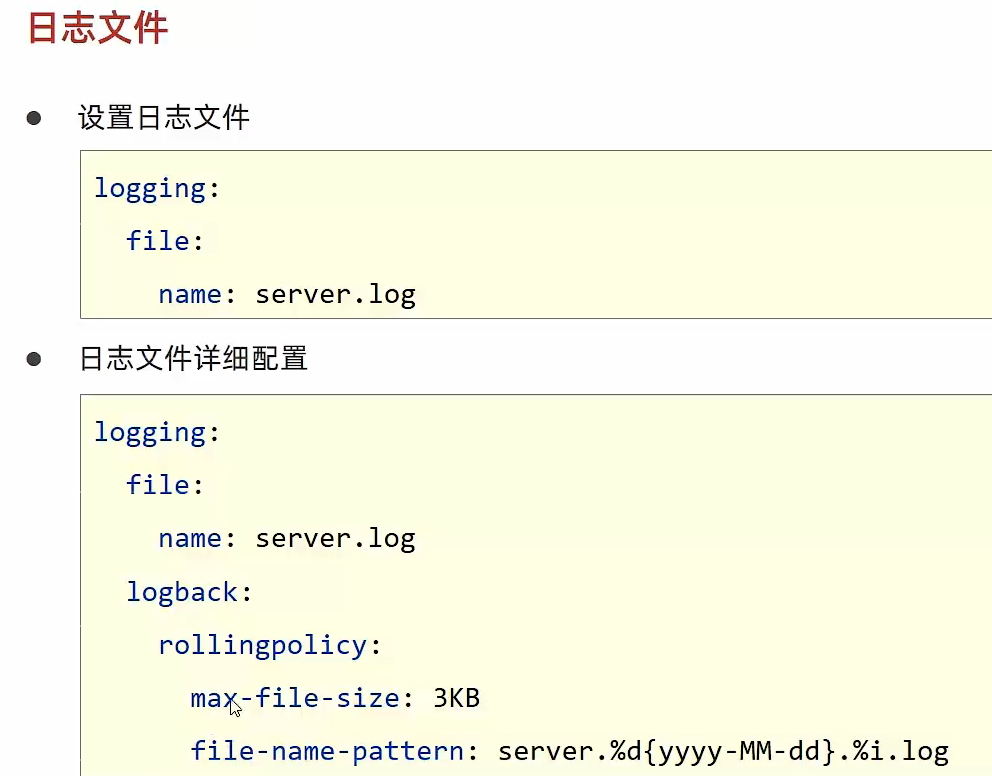 日志文件
● 设置日志文件
logging:
  file:
    name: server.log
● 日志文件详细配置
logging:
  file:
    name: server.log
  logback:
    rollingpolicy:
      max-file-size: 3KB
      file-name-pattern: server.%d{yyyy-MM-dd}.%i.log